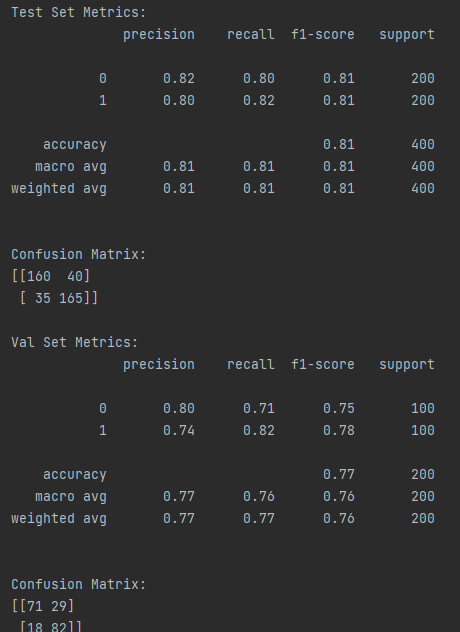 Test Set Metrics:
precision recall f1-score support
0 0.82 0.80 0.81 200
1 0.80 0.82 0.81 200
accuracy 0.81 400
macro avg 0.81 0.81 0.81 400
weighted avg 0.81 0.81 0.81 400
Confusion Matrix:
[[160 40]
[ 35 165]]
Val Set Metrics:
precision recall f1-score support
0 0.80 0.71 0.75 100
1 0.74 0.82 0.78 100
accuracy 0.77 200
macro avg 0.77 0.76 0.76 200
weighted avg 0.77 0.77 0.76 200
Confusion Matrix:
[[71 29]
[18 82]]